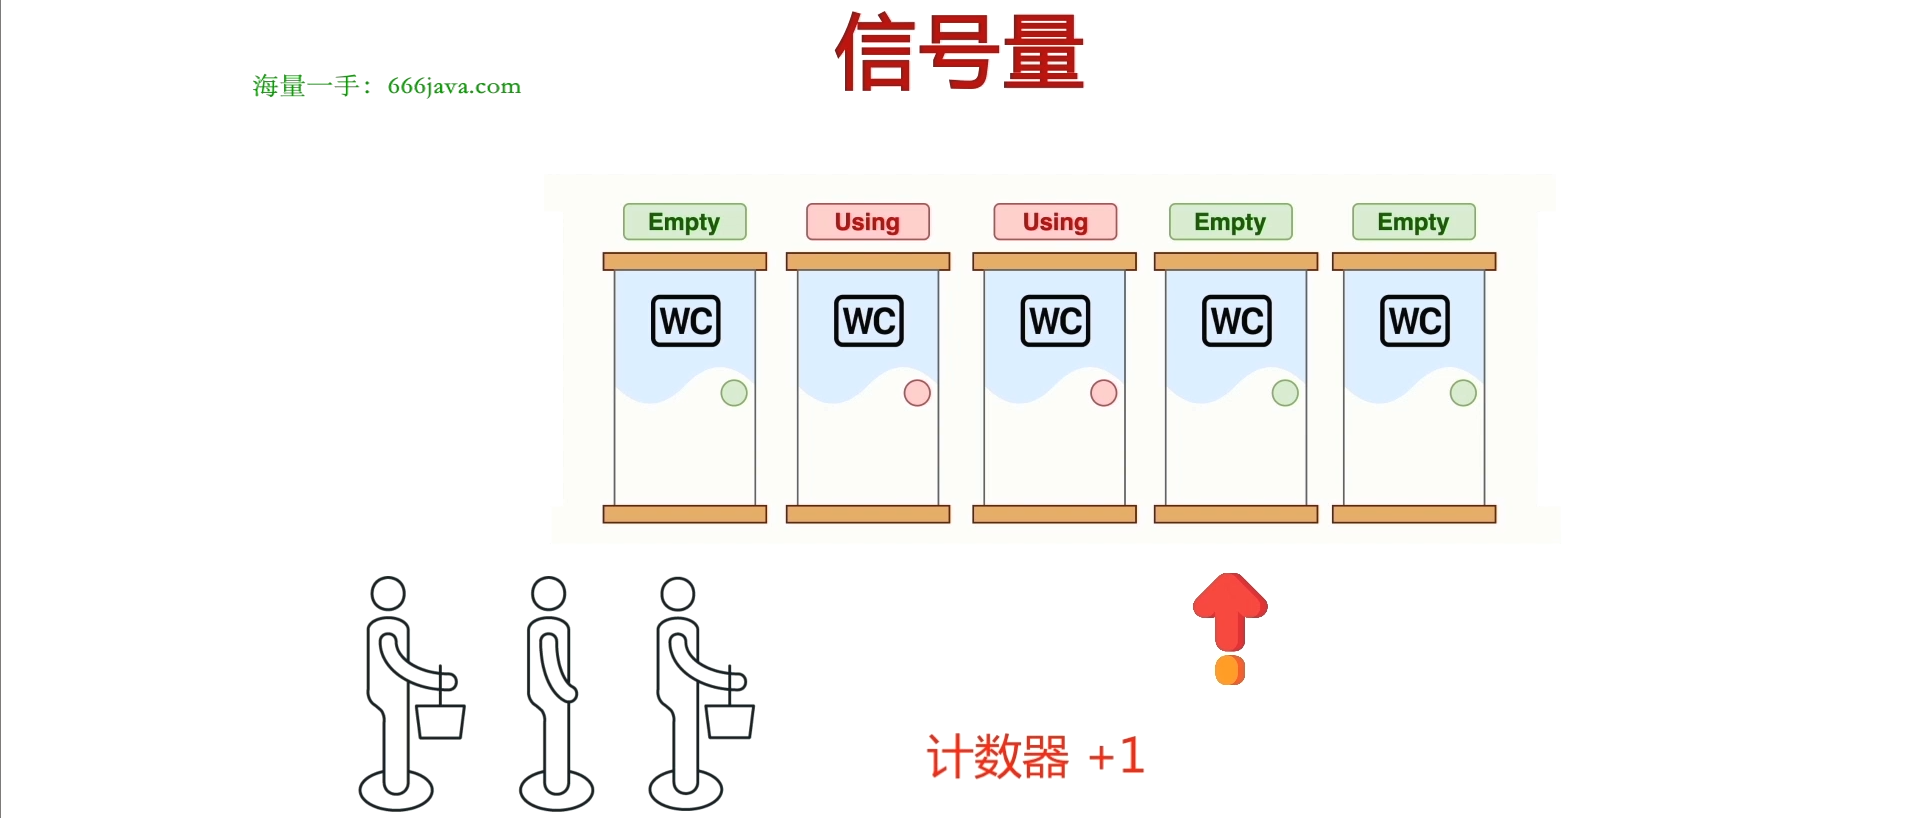 信号量
海量一手：666java.com
Empty Using Using Empty Empty
WC WC WC WC WC
计数器 +1